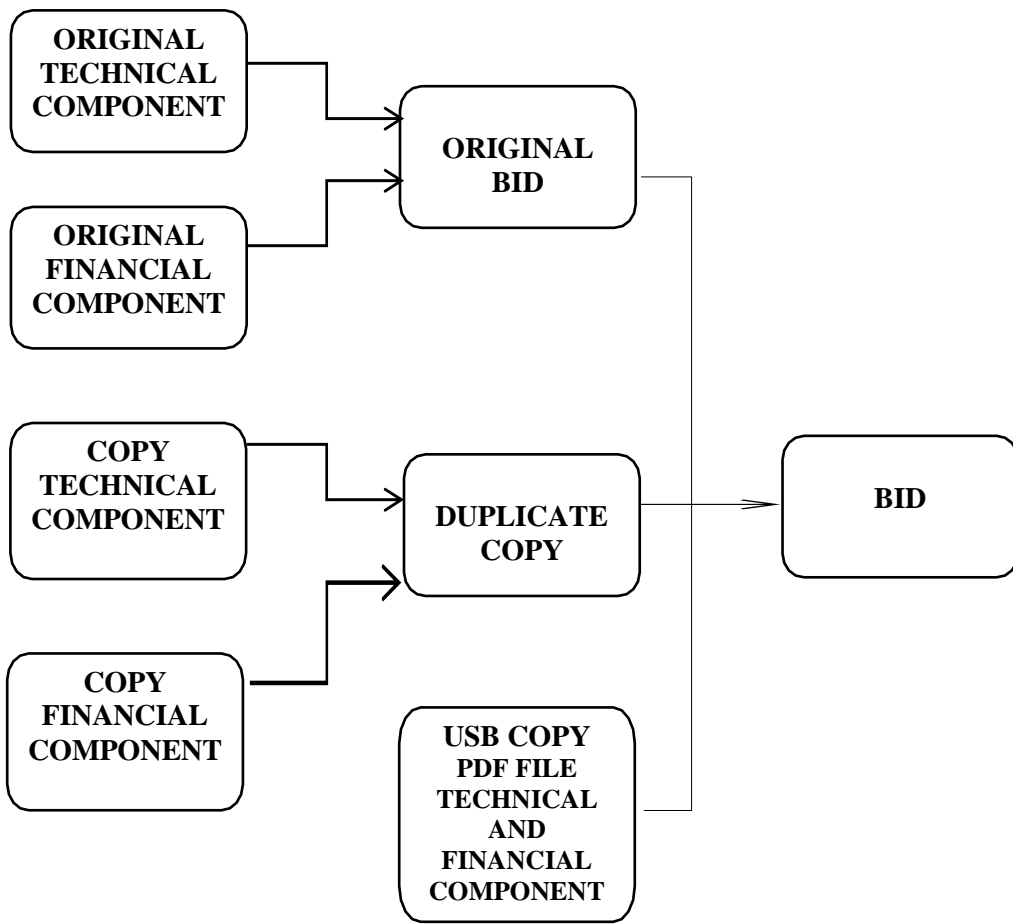 ORIGINAL
TECHNICAL
COMPONENT
ORIGINAL
BID
ORIGINAL
FINANCIAL
COMPONENT
COPY
TECHNICAL
COMPONENT
DUPLICATE
COPY
BID
COPY
FINANCIAL
COMPONENT
USB COPY
PDF FILE
TECHNICAL
AND
FINANCIAL
COMPONENT